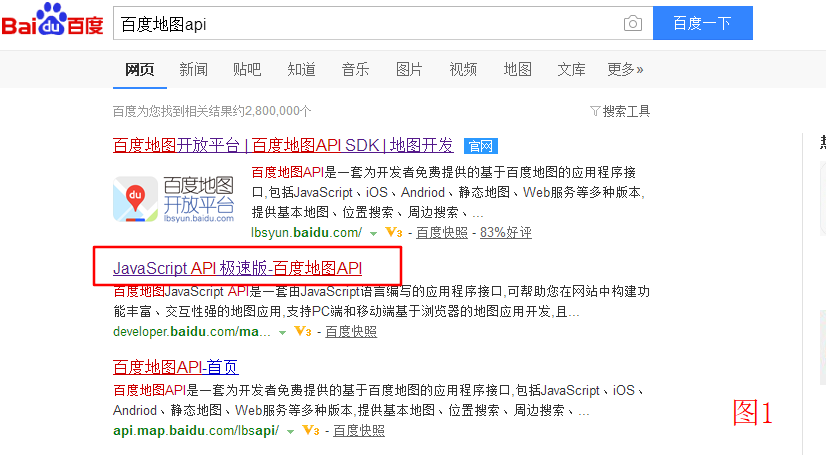 Bai du 百度 百度地图api 百度一下
网页 新闻 贴吧 知道 音乐 图片 视频 地图 文库 更多»
百度为您找到相关结果约2,800,000个 搜索工具
百度地图开放平台 | 百度地图API SDK | 地图开发 官网
du 百度地图 开放平台 lbsyun.baidu.com
百度地图API是一套为开发者免费提供的基于百度地图的应用程序接
口,包括JavaScript、iOS、Andriod、静态地图、Web服务等多种版本,
提供基本地图、位置搜索、周边搜索、...
lbsyun.baidu.com/ V3 - 百度快照 - 83%好评
JavaScript API 极速版-百度地图API
百度地图JavaScript API是一套由JavaScript语言编写的应用程序接口,可帮助您在网站中构建功
能丰富、交互性强的地图应用,支持PC端和移动端基于浏览器的地图应用开发,且...
developer.baidu.com/ma... V3 - 百度快照
百度地图API-首页
百度地图API是一套为开发者免费提供的基于百度地图的应用程序接口,包括JavaScript、iOS、
Andriod、静态地图、Web服务等多种版本,提供基本地图、位置搜索、周边搜索、...
api.map.baidu.com/lbsapi/ V3 - 百度快照
图1